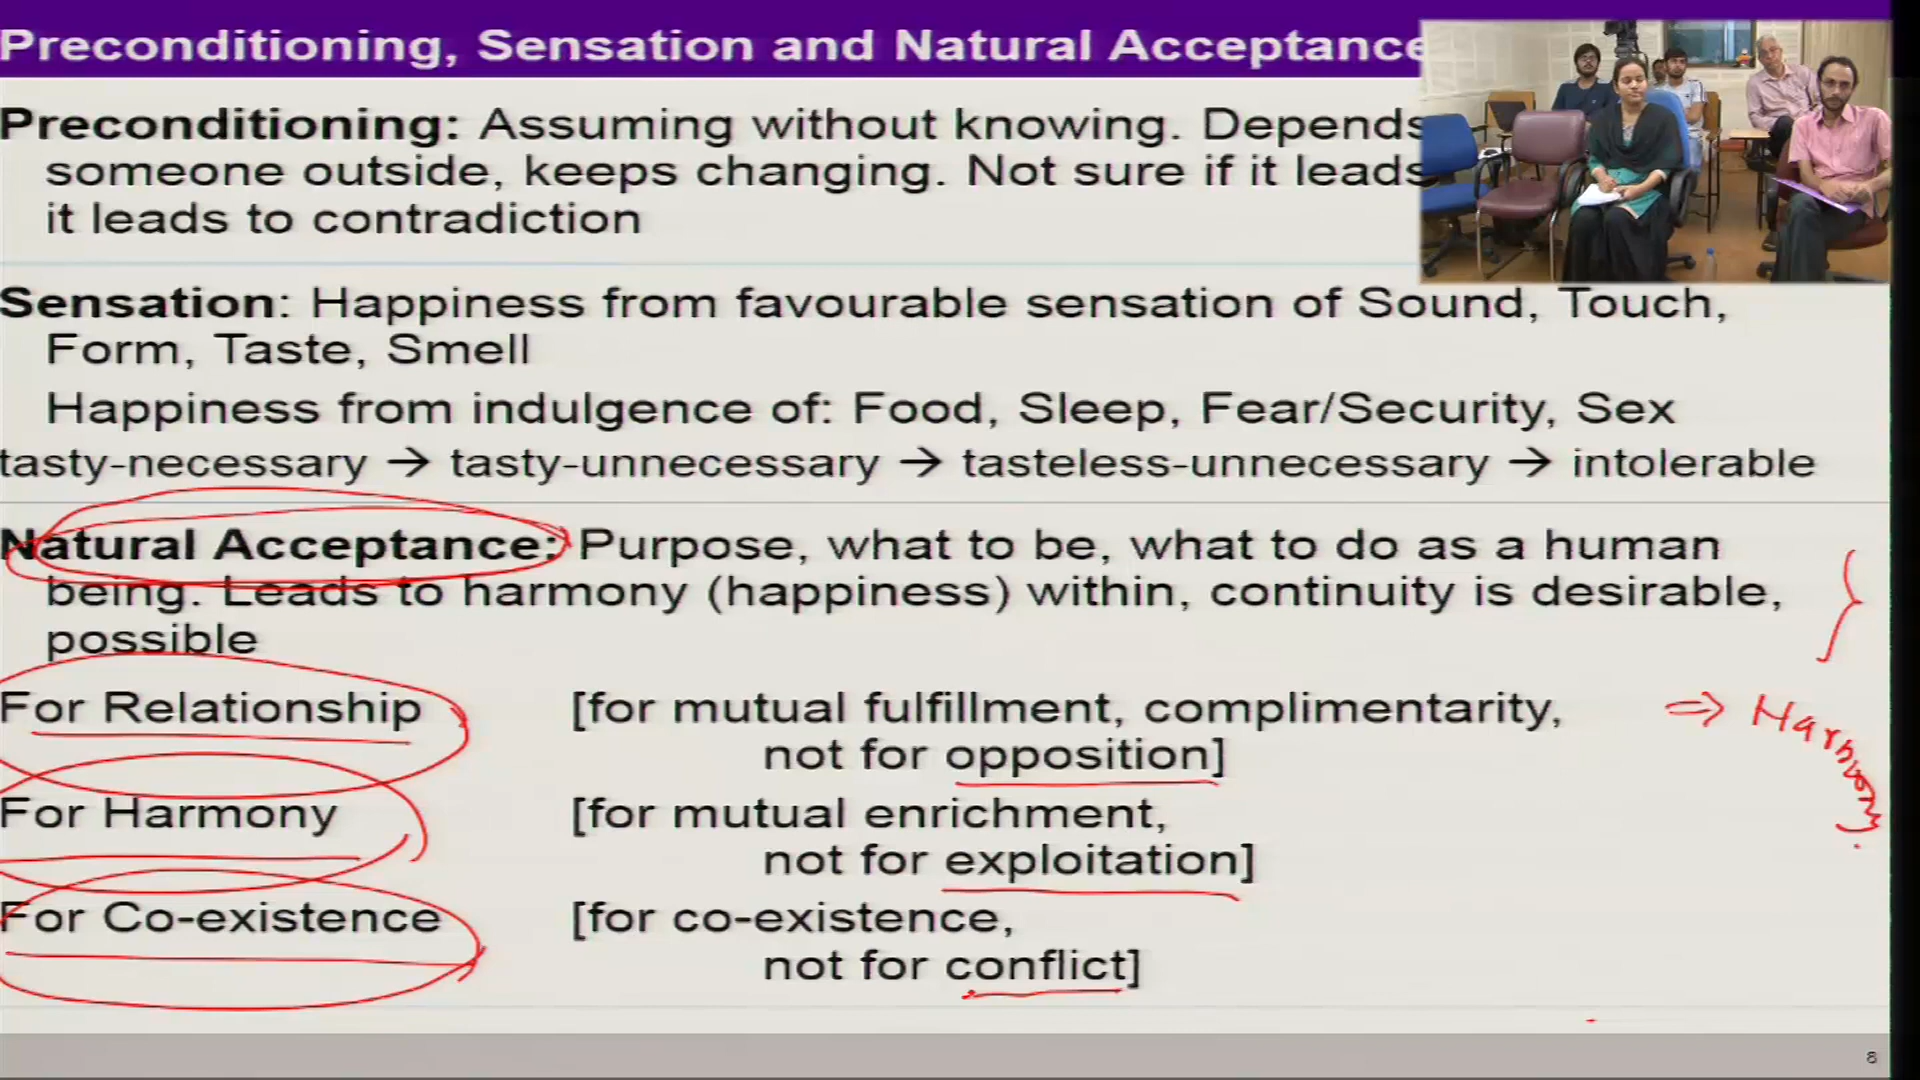 Preconditioning, Sensation and Natural Acceptance
Preconditioning: Assuming without knowing. Depends
someone outside, keeps changing. Not sure if it leads
it leads to contradiction
Sensation: Happiness from favourable sensation of Sound, Touch,
Form, Taste, Smell
Happiness from indulgence of: Food, Sleep, Fear/Security, Sex
tasty-necessary → tasty-unnecessary → tasteless-unnecessary → intolerable
Natural Acceptance: Purpose, what to be, what to do as a human
being. Leads to harmony (happiness) within, continuity is desirable,
possible
For Relationship [for mutual fulfillment, complimentarity,
not for opposition]
⇒ Harmony
For Harmony [for mutual enrichment,
not for exploitation]
For Co-existence [for co-existence,
not for conflict]
8